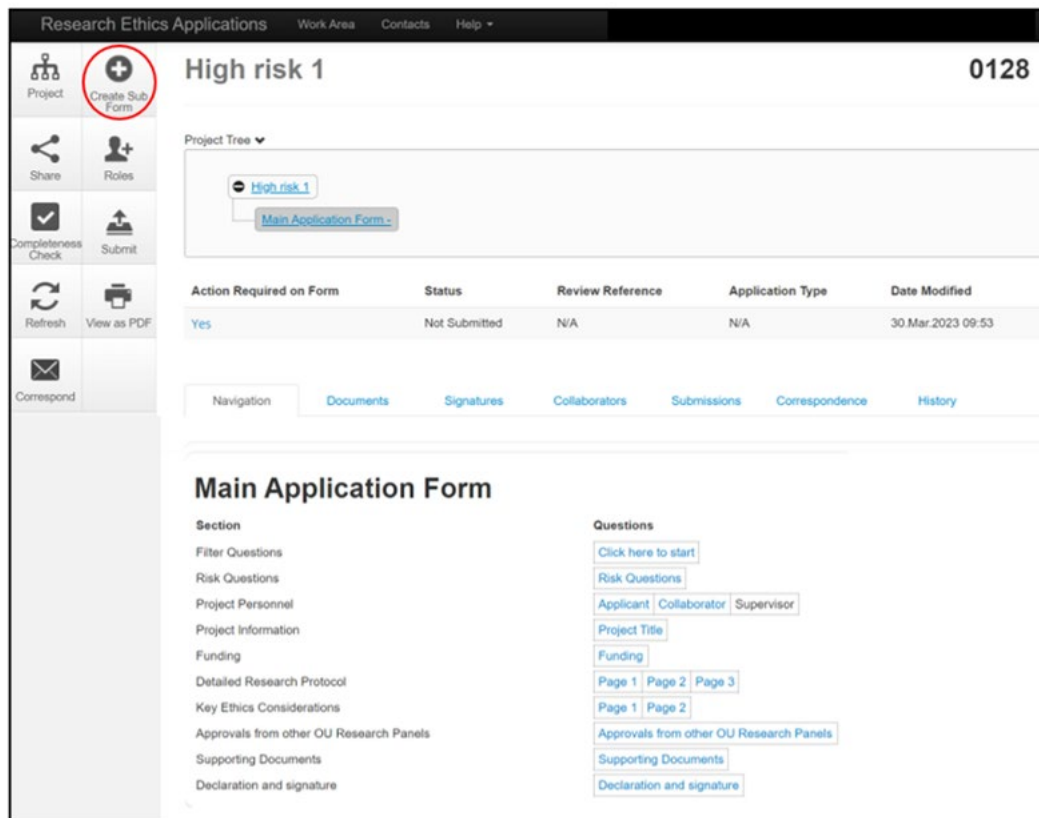 Research Ethics Applications Work Area Contacts Help
Project
Create Sub Form
Share
Roles
Completeness Check
Submit
Refresh
View as PDF
Correspond
High risk 1 0128
Project Tree
High risk 1
Main Application Form -
Action Required on Form Status Review Reference Application Type Date Modified
Yes Not Submitted N/A N/A 30.Mar.2023 09:53
Navigation Documents Signatures Collaborators Submissions Correspondence History
Main Application Form
Section Questions
Filter Questions Click here to start
Risk Questions Risk Questions
Project Personnel Applicant Collaborator Supervisor
Project Information Project Title
Funding Funding
Detailed Research Protocol Page 1 Page 2 Page 3
Key Ethics Considerations Page 1 Page 2
Approvals from other OU Research Panels Approvals from other OU Research Panels
Supporting Documents Supporting Documents
Declaration and signature Declaration and signature